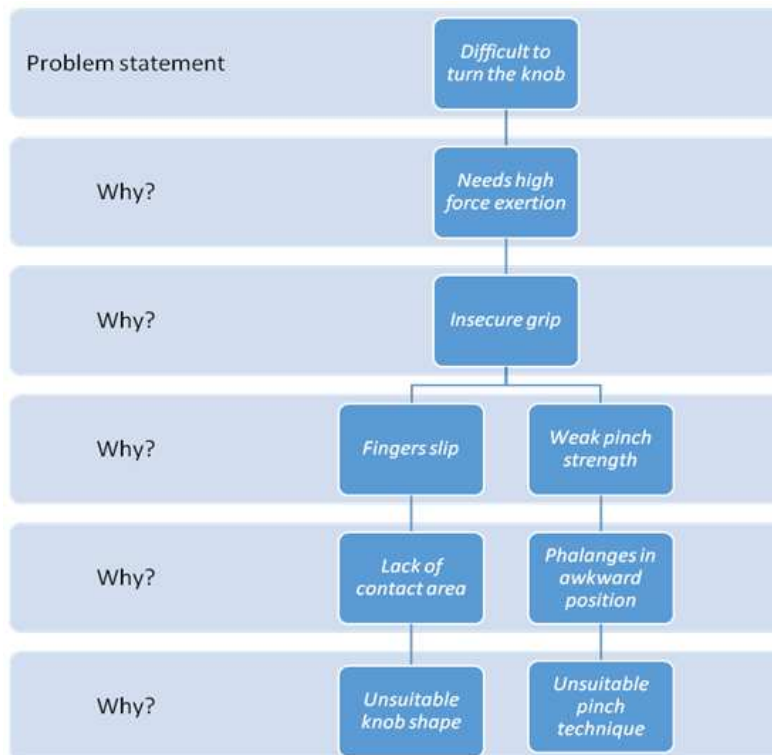 Problem statement
Difficult to
turn the knob
Why?
Needs high
force exertion
Why?
Insecure grip
Why?
Fingers slip
Weak pinch
strength
Why?
Lack of
contact area
Phalanges in
awkward
position
Why?
Unsuitable
knob shape
Unsuitable
pinch
technique